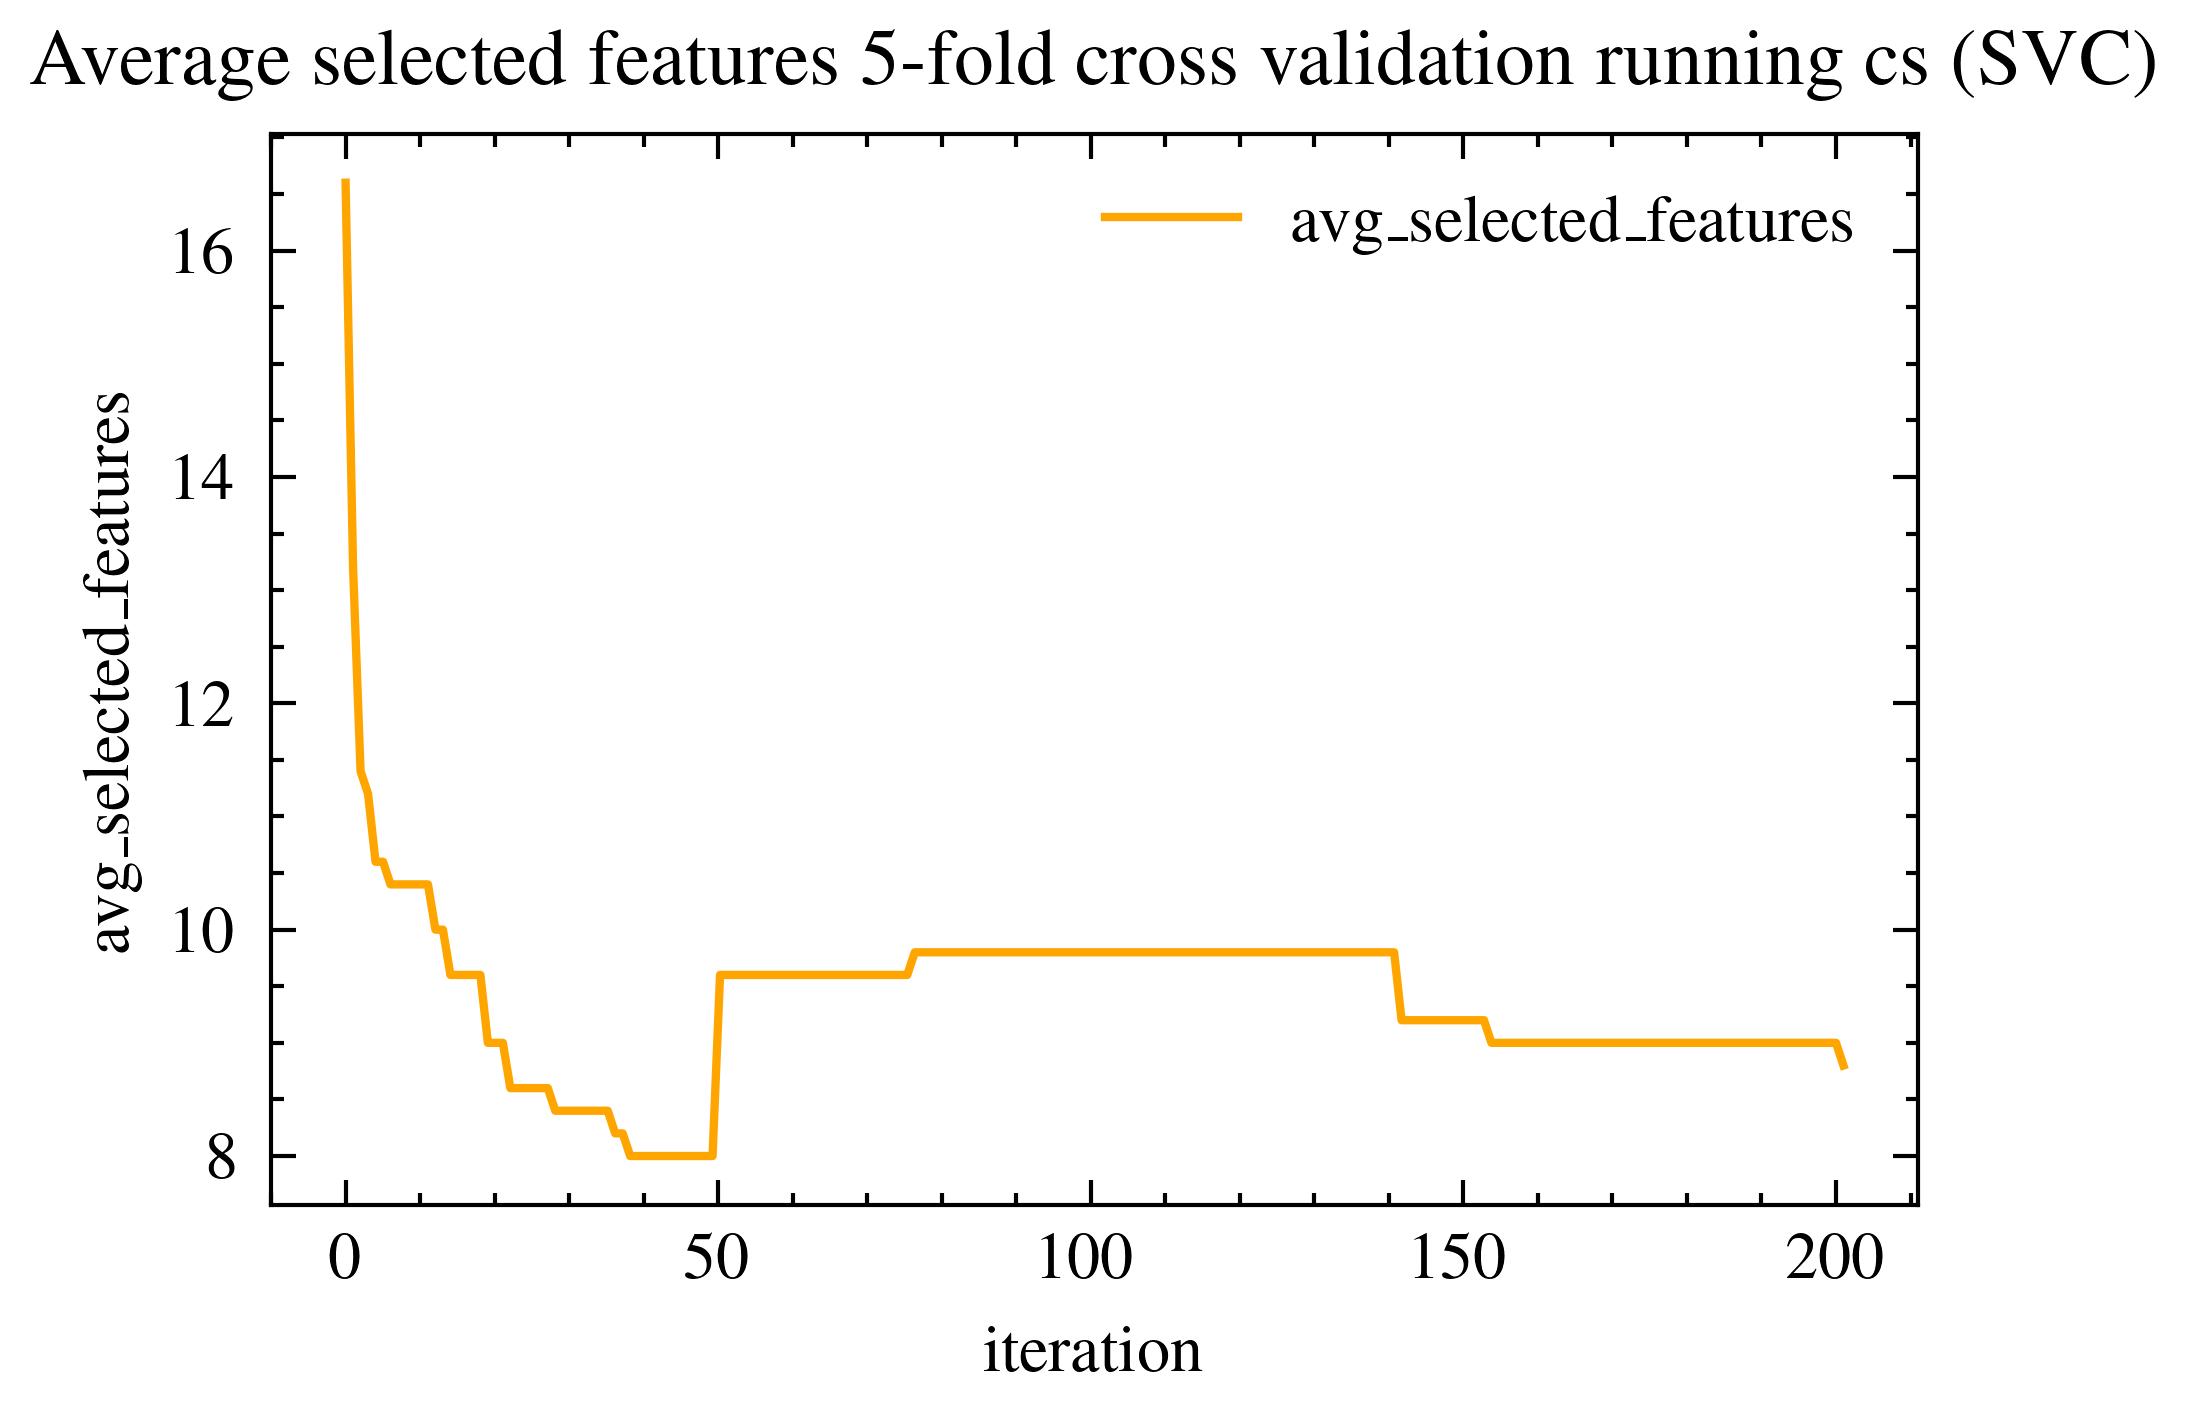 Average selected features 5-fold cross validation running cs (SVC)
avg_selected_features
avg_selected_features
16
14
12
10
8
0 50 100 150 200
iteration